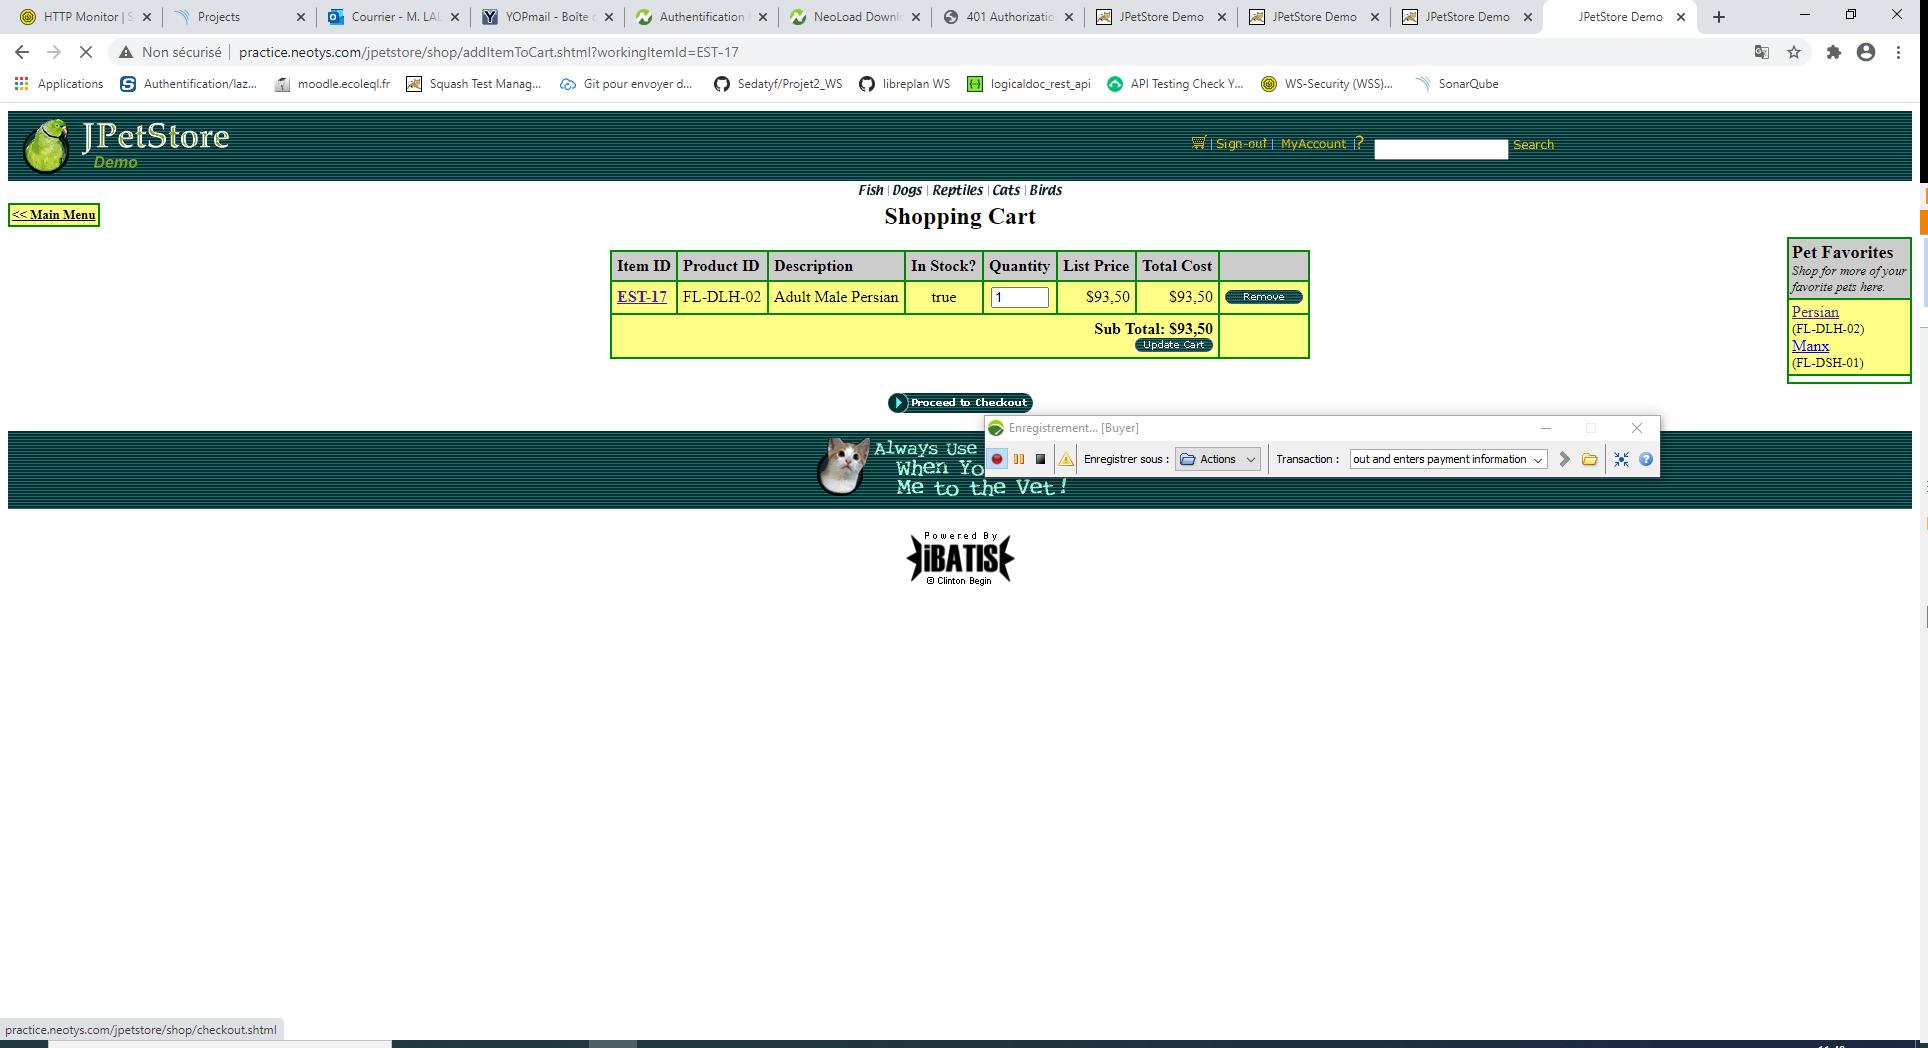 HTTP Monitor | S
Projects
Courrier - M. LAL
YOPmail - Boîte
Authentification
NeoLoad Downl
401 Authorizatio
JPetStore Demo
JPetStore Demo
JPetStore Demo
JPetStore Demo
Non sécurisé
practice.neotys.com/jpetstore/shop/addItemToCart.shtml?workingItemId=EST-17
Applications
Authentification/laz...
moodle.ecoleql.fr
Squash Test Manag...
Git pour envoyer d...
Sedatyf/Projet2_WS
libreplan WS
logicaldoc_rest_api
API Testing Check Y...
WS-Security (WSS)...
SonarQube
JPetStore
Demo
| Sign-out | MyAccount | ?
Search
Fish | Dogs | Reptiles | Cats | Birds
<< Main Menu
Shopping Cart
Item ID Product ID Description In Stock? Quantity List Price Total Cost
EST-17 FL-DLH-02 Adult Male Persian true 1 $93,50 $93,50 Remove
Sub Total: $93,50
Update Cart
Pet Favorites
Shop for more of your
favorite pets here.
Persian
(FL-DLH-02)
Manx
(FL-DSH-01)
Proceed to Checkout
Enregistrement... [Buyer]
Enregistrer sous : Actions Transaction : out and enters payment information
Always Use
When Yo
Me to the Vet!
Powered By
iBATIS
© Clinton Begin
practice.neotys.com/jpetstore/shop/checkout.shtml